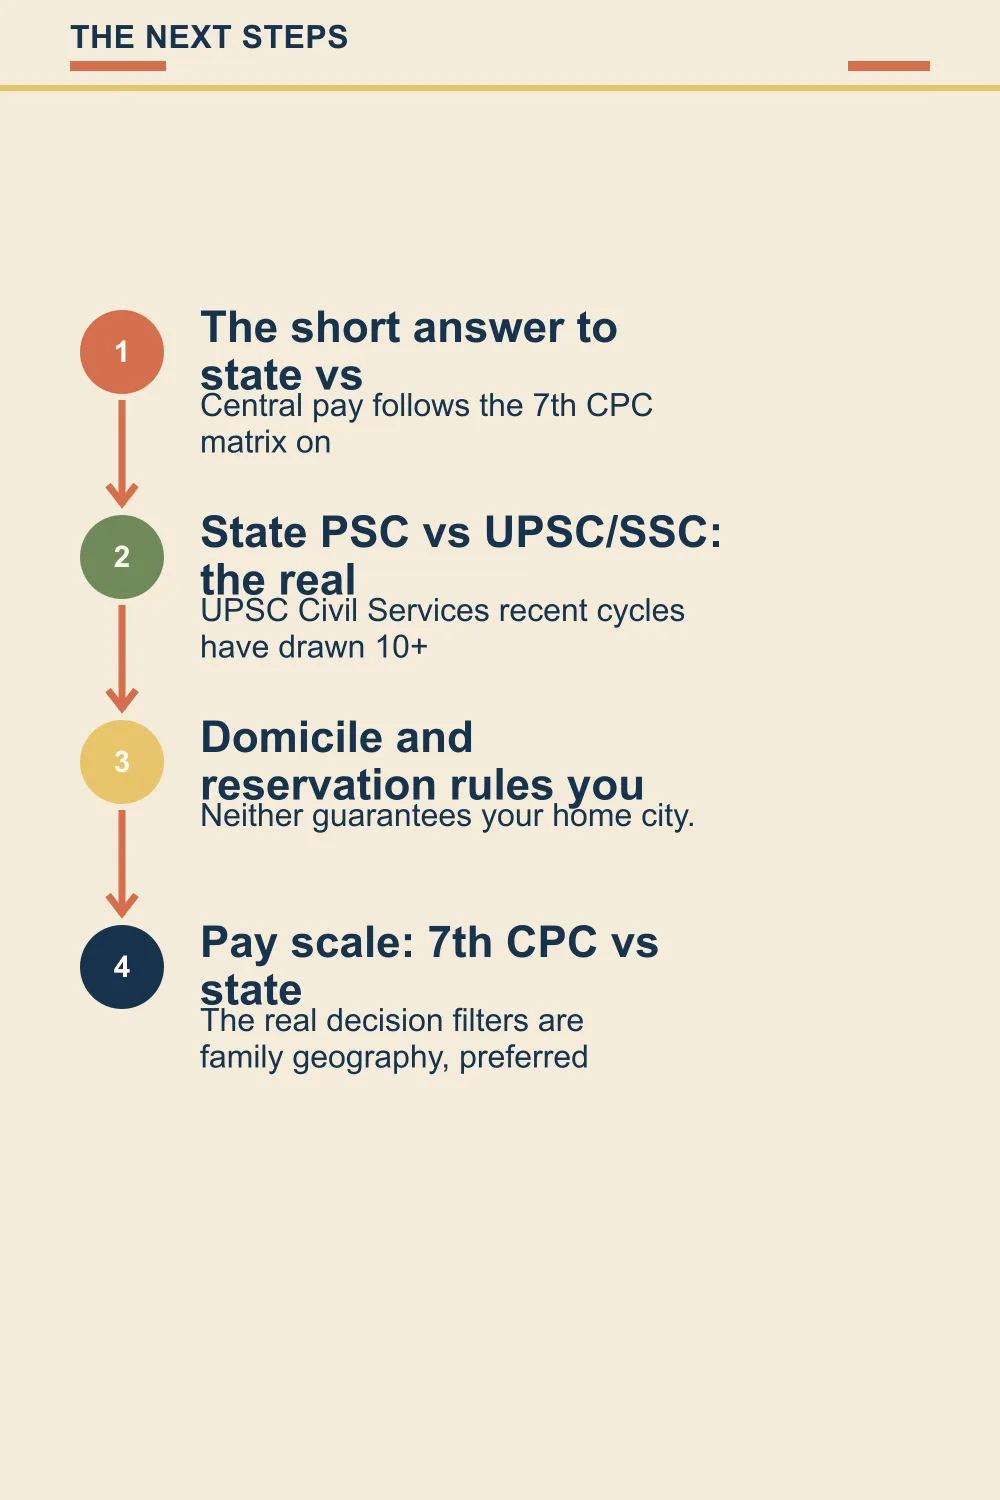 THE NEXT STEPS
1
The short answer to
state vs
Central pay follows the 7th CPC
matrix on
2
State PSC vs UPSC/SSC:
the real
UPSC Civil Services recent cycles
have drawn 10+
3
Domicile and
reservation rules you
Neither guarantees your home city.
4
Pay scale: 7th CPC vs
state
The real decision filters are
family geography, preferred